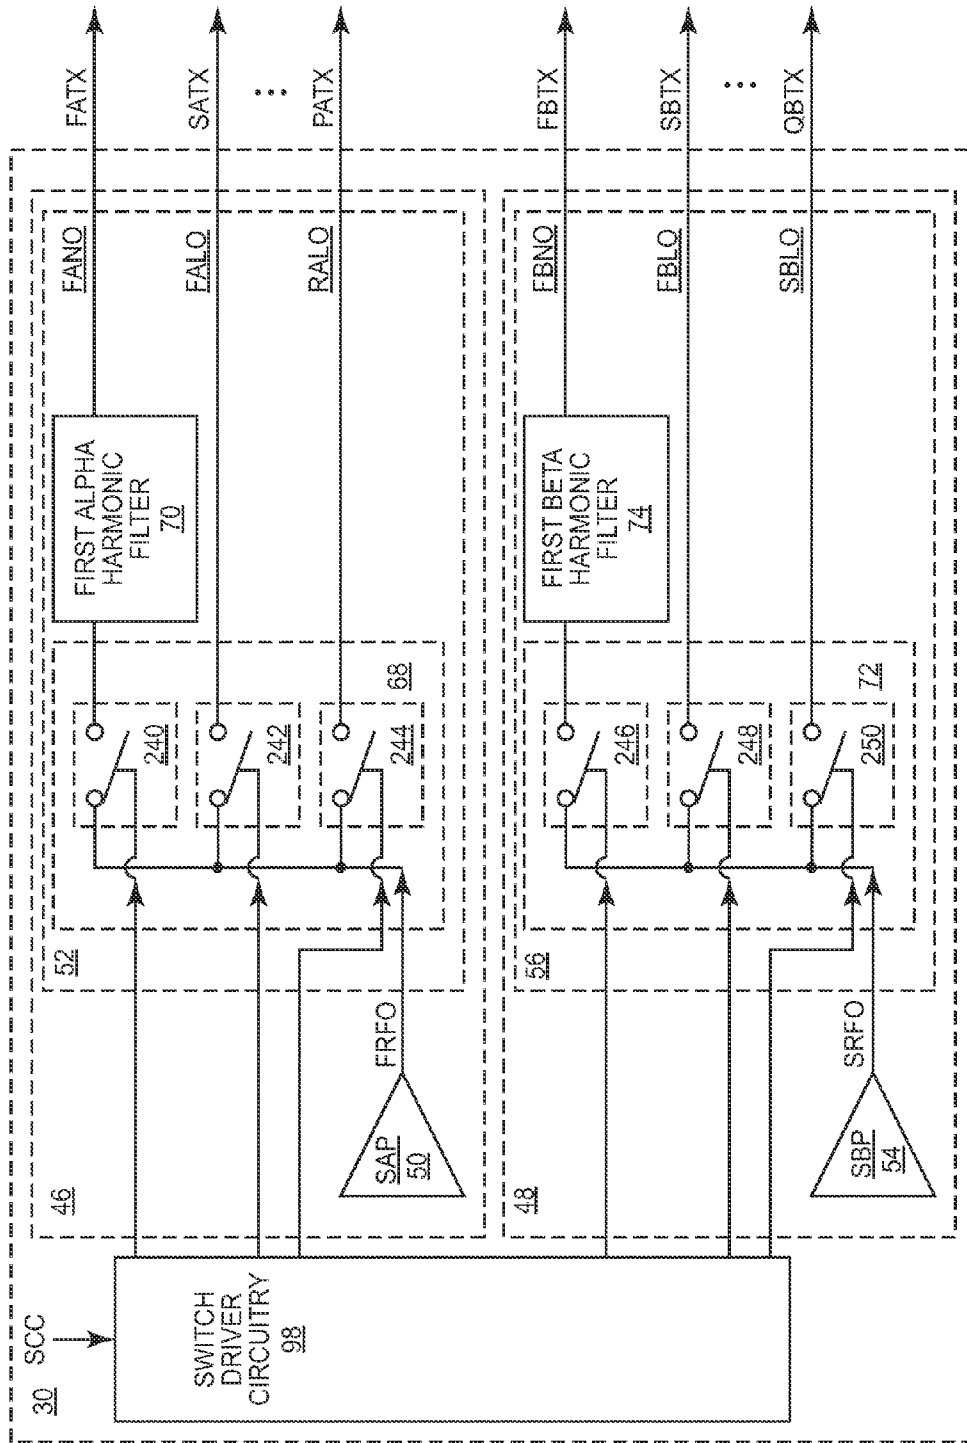 30
SCC
SWITCH
DRIVER
CIRCUITRY
98
46
SAP
50
FRFO
52
240
242
244
68
FIRST ALPHA
HARMONIC
FILTER
70
FANO
FALO
RALO
FATX
SATX
...
PATX
48
SBP
54
SRFO
56
246
248
250
72
FIRST BETA
HARMONIC
FILTER
74
FBNO
FBLO
SBLO
FBTX
SBTX
...
QBTX